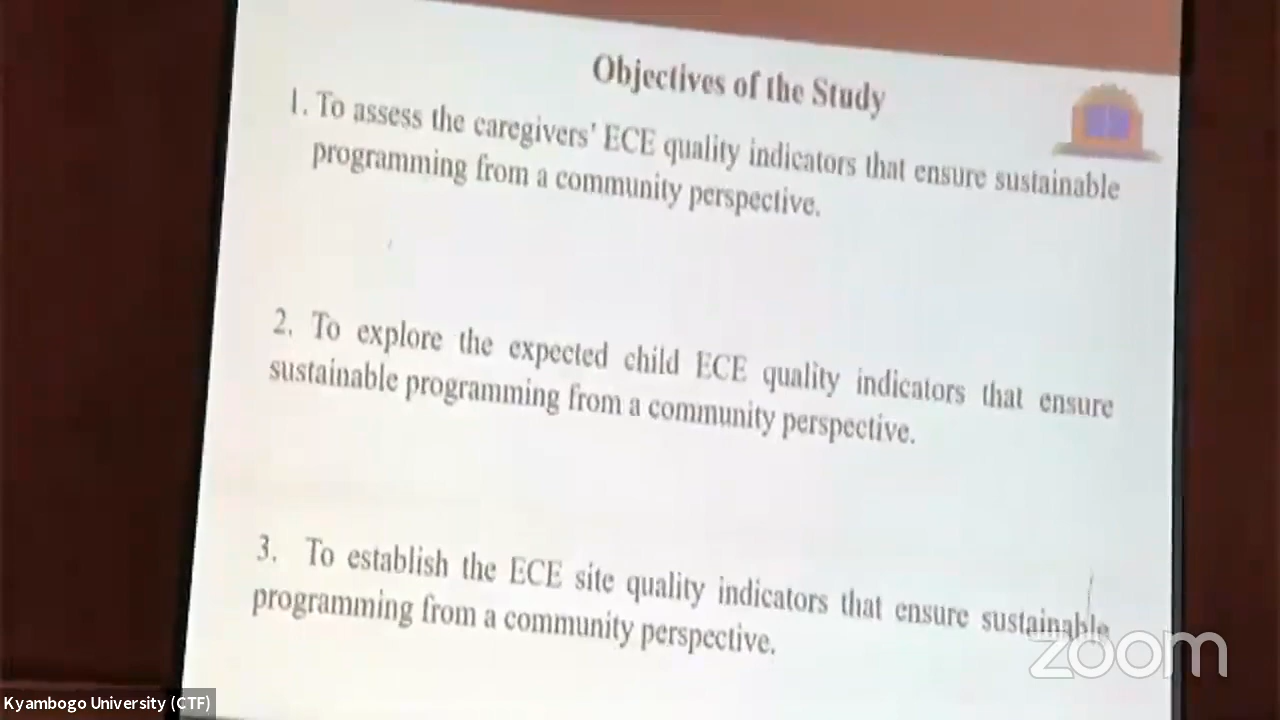 Objectives of the Study
1. To assess the caregivers' ECE quality indicators that ensure sustainable
programming from a community perspective.
2. To explore the expected child ECE quality indicators that ensure
sustainable programming from a community perspective.
3. To establish the ECE site quality indicators that ensure sustainable
programming from a community perspective.
zoom
Kyambogo University (CTF)